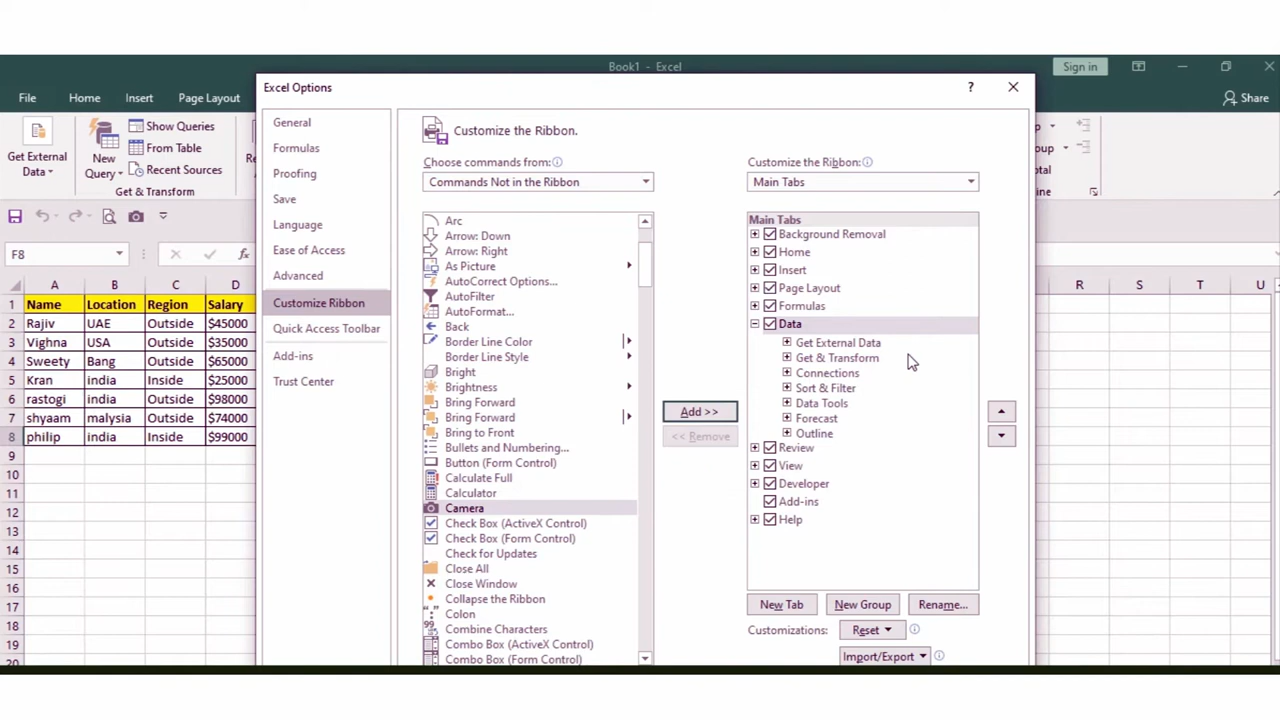 Book1 - Excel
Sign in
File Home Insert Page Layout
Share
Get External
Data
New
Query
Show Queries
From Table
Recent Sources
Get & Transform
F8
fx
A B C D R S T U
1 Name Location Region Salary
2 Rajiv UAE Outside $45000
3 Vighna USA Outside $35000
4 Sweety Bang Outside $65000
5 Kran india Inside $25000
6 rastogi india Outside $98000
7 shyaam malysia Outside $74000
8 philip india Inside $99000
9
10
11
12
13
14
15
16
17
18
19
20
Excel Options
?
General
Formulas
Proofing
Save
Language
Ease of Access
Advanced
Customize Ribbon
Quick Access Toolbar
Add-ins
Trust Center
Customize the Ribbon.
Choose commands from:
Commands Not in the Ribbon
Arc
Arrow: Down
Arrow: Right
As Picture
AutoCorrect Options...
AutoFilter
AutoFormat...
Back
Border Line Color
Border Line Style
Bright
Brightness
Bring Forward
Bring Forward
Bring to Front
Bullets and Numbering...
Button (Form Control)
Calculate Full
Calculator
Camera
Check Box (ActiveX Control)
Check Box (Form Control)
Check for Updates
Close All
Close Window
Collapse the Ribbon
Colon
Combine Characters
Combo Box (ActiveX Control)
Combo Box (Form Control)
Add >>
<< Remove
Customize the Ribbon:
Main Tabs
Main Tabs
Background Removal
Home
Insert
Page Layout
Formulas
Data
Get External Data
Get & Transform
Connections
Sort & Filter
Data Tools
Forecast
Outline
Review
View
Developer
Add-ins
Help
New Tab New Group Rename...
Customizations: Reset
Import/Export